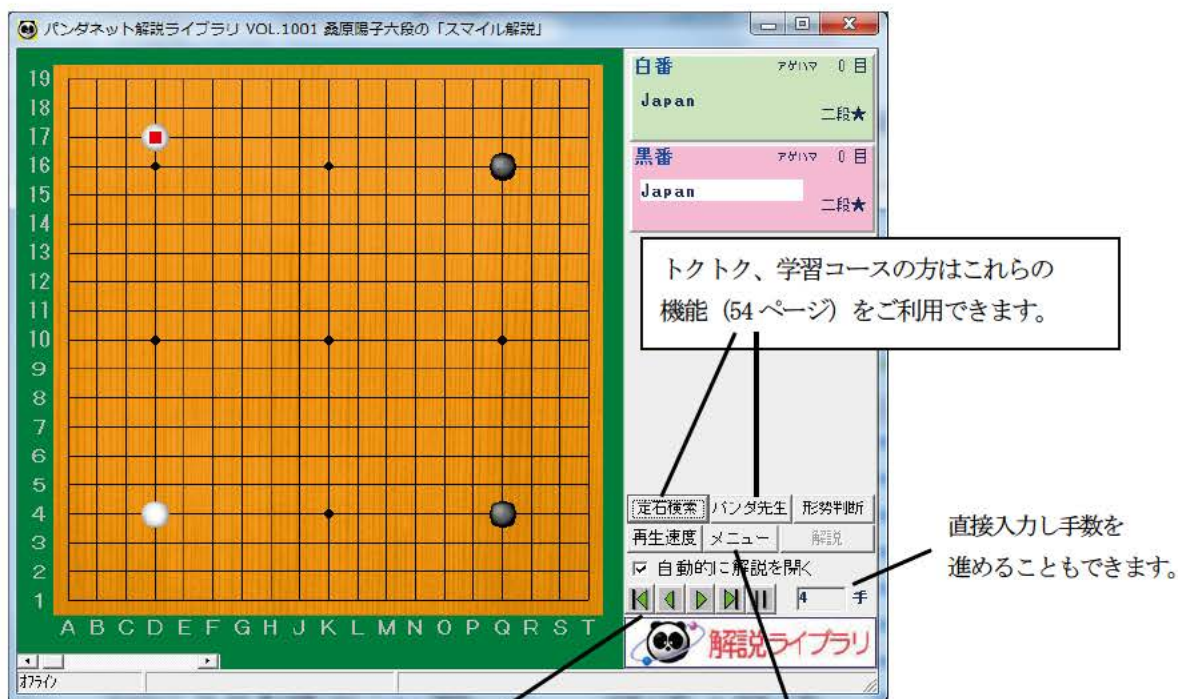 パンダネット解説ライブラリ VOL.1001 桑原陽子六段の「スマイル解説」
19
18
17
16
15
14
13
12
11
10
9
8
7
6
5
4
3
2
1
A B C D E F G H J K L M N O P Q R S T
オフライン
白番 アゲハマ 0 目
Japan
二段★
黒番 アゲハマ 0 目
Japan
二段★
トクトク、学習コースの方はこれらの
機能（54 ページ）をご利用できます。
定石検索 パンダ先生 形勢判断
再生速度 メニュー 解説
自動的に解説を開く
4 手
解説ライブラリ
直接入力し手数を
進めることもできます。